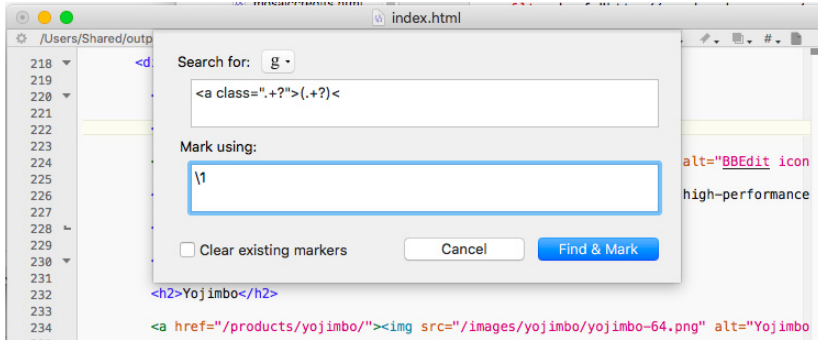 index.html
/Users/Shared/outp
Search for: g
<a class=".+?">(.+?)<
Mark using:
\1
Clear existing markers
Cancel
Find & Mark
218 <d
219
220
221
222
223
224 alt="BBEdit icon
225
226 high-performance
227
228
229
230
231
232 <h2>Yojimbo</h2>
233
234 <a href="/products/yojimbo/"><img src="/images/yojimbo/yojimbo-64.png" alt="Yojimbo